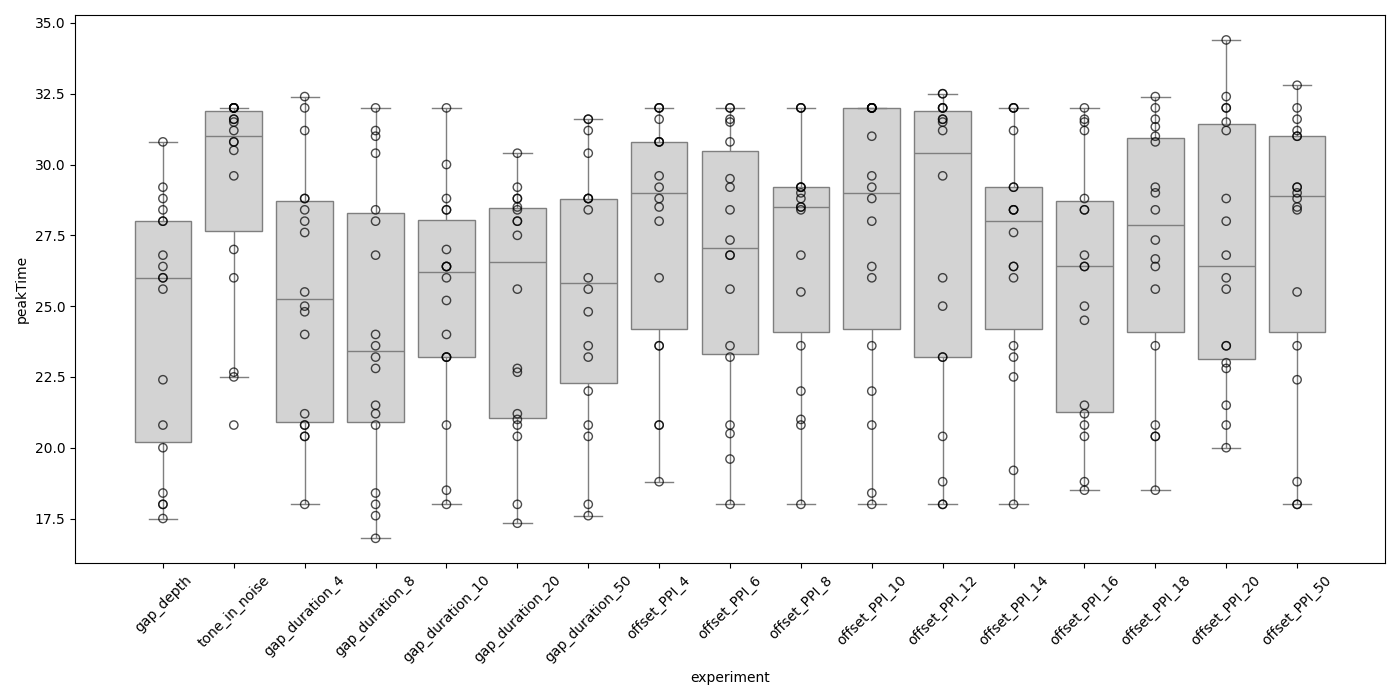 35.0
32.5
30.0
27.5
25.0
22.5
20.0
17.5
peakTime
gap_depth
tone_in_noise
gap_duration_4
gap_duration_8
gap_duration_10
gap_duration_20
gap_duration_50
offset_PPI_4
offset_PPI_6
offset_PPI_8
offset_PPI_10
offset_PPI_12
offset_PPI_14
offset_PPI_16
offset_PPI_18
offset_PPI_20
offset_PPI_50
experiment